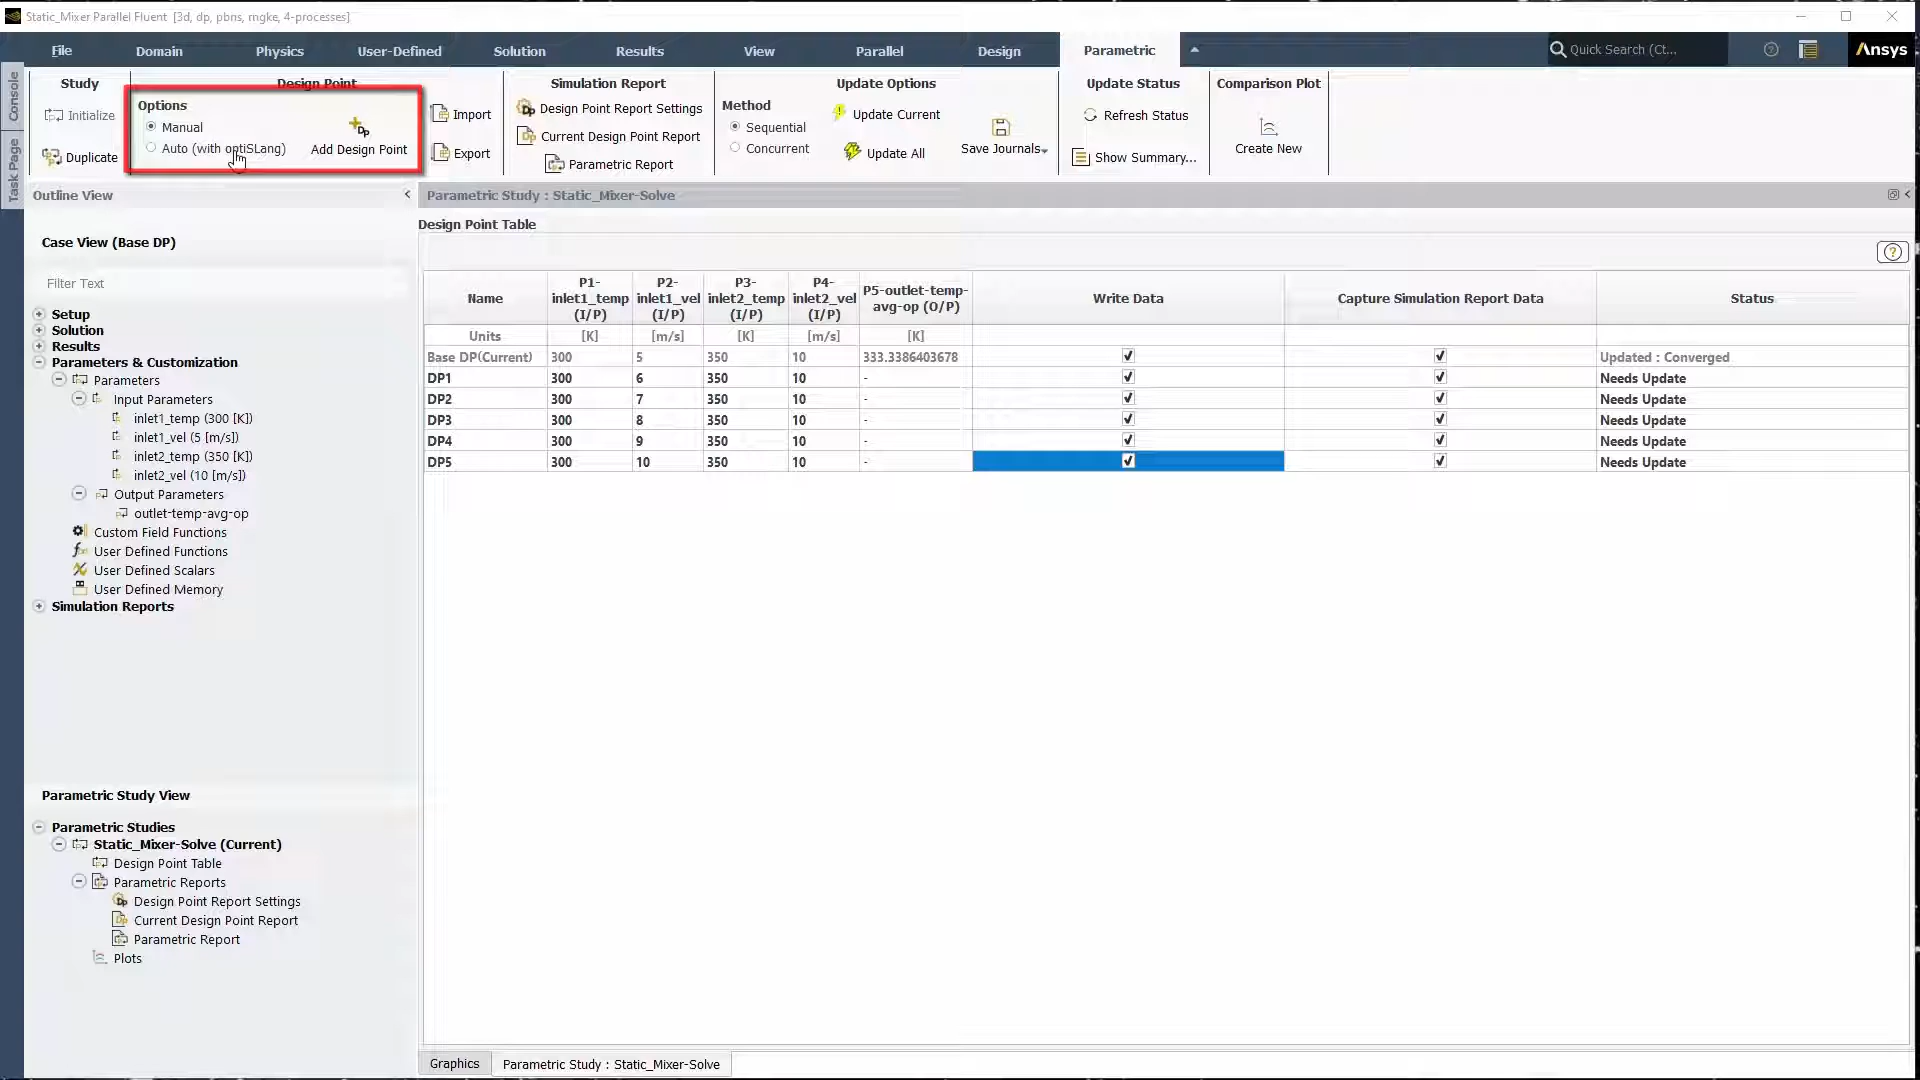 Static_Mixer Parallel Fluent [3d, dp, pbns, rngke, 4-processes]
File Domain Physics User-Defined Solution Results View Parallel Design Parametric Quick Search (Ct... Ansys
Console
Task Page
Study
Initialize
Duplicate
Design Point
Options
Manual
Auto (with optiSLang)
Add Design Point
Import
Export
Simulation Report
Design Point Report Settings
Current Design Point Report
Parametric Report
Update Options
Method
Sequential
Concurrent
Update Current
Update All
Save Journals
Update Status
Refresh Status
Show Summary...
Comparison Plot
Create New
Outline View
Case View (Base DP)
Filter Text
Setup
Solution
Results
Parameters & Customization
Parameters
Input Parameters
inlet1_temp (300 [K])
inlet1_vel (5 [m/s])
inlet2_temp (350 [K])
inlet2_vel (10 [m/s])
Output Parameters
outlet-temp-avg-op
Custom Field Functions
User Defined Functions
User Defined Scalars
User Defined Memory
Simulation Reports
Parametric Study View
Parametric Studies
Static_Mixer-Solve (Current)
Design Point Table
Parametric Reports
Design Point Report Settings
Current Design Point Report
Parametric Report
Plots
Parametric Study : Static_Mixer-Solve
Design Point Table
Name P1-inlet1_temp (I/P) P2-inlet1_vel (I/P) P3-inlet2_temp (I/P) P4-inlet2_vel (I/P) P5-outlet-temp-avg-op (O/P) Write Data Capture Simulation Report Data Status
Units [K] [m/s] [K] [m/s] [K]
Base DP(Current) 300 5 350 10 333.3386403678 Updated : Converged
DP1 300 6 350 10 - Needs Update
DP2 300 7 350 10 - Needs Update
DP3 300 8 350 10 - Needs Update
DP4 300 9 350 10 - Needs Update
DP5 300 10 350 10 - Needs Update
Graphics Parametric Study : Static_Mixer-Solve